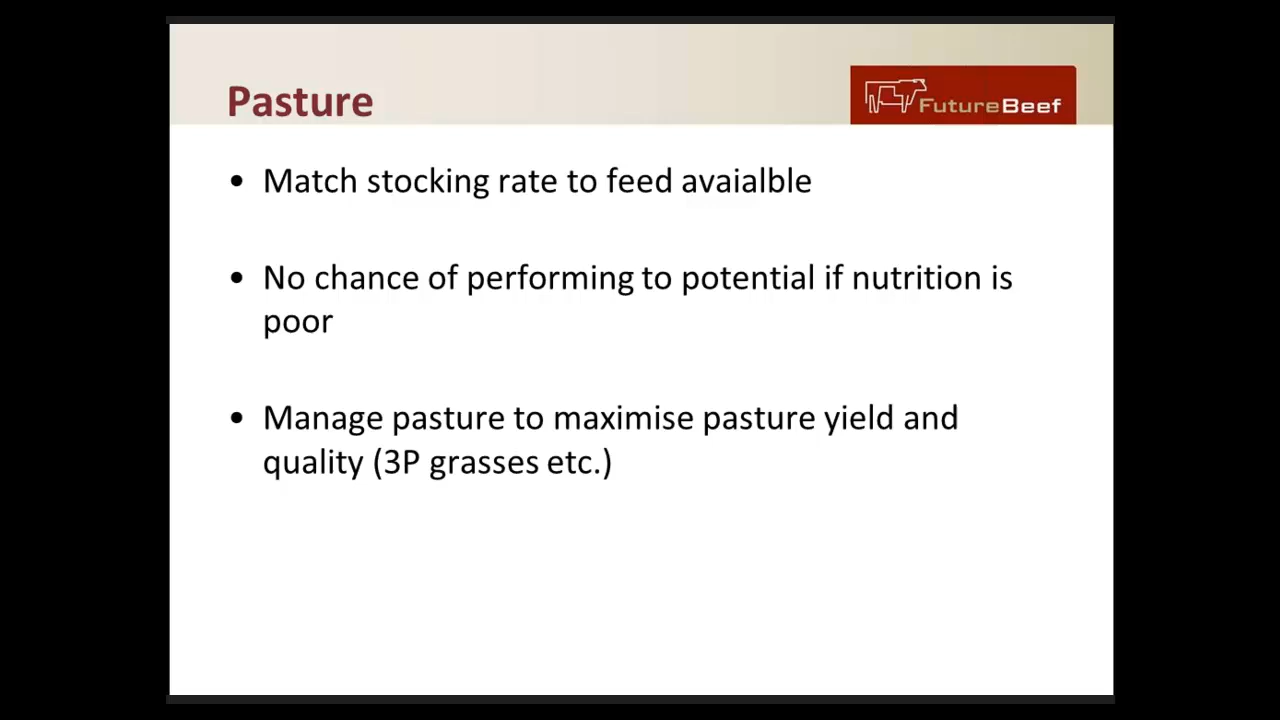 Pasture
FutureBeef
• Match stocking rate to feed avaialble
• No chance of performing to potential if nutrition is
poor
• Manage pasture to maximise pasture yield and
quality (3P grasses etc.)